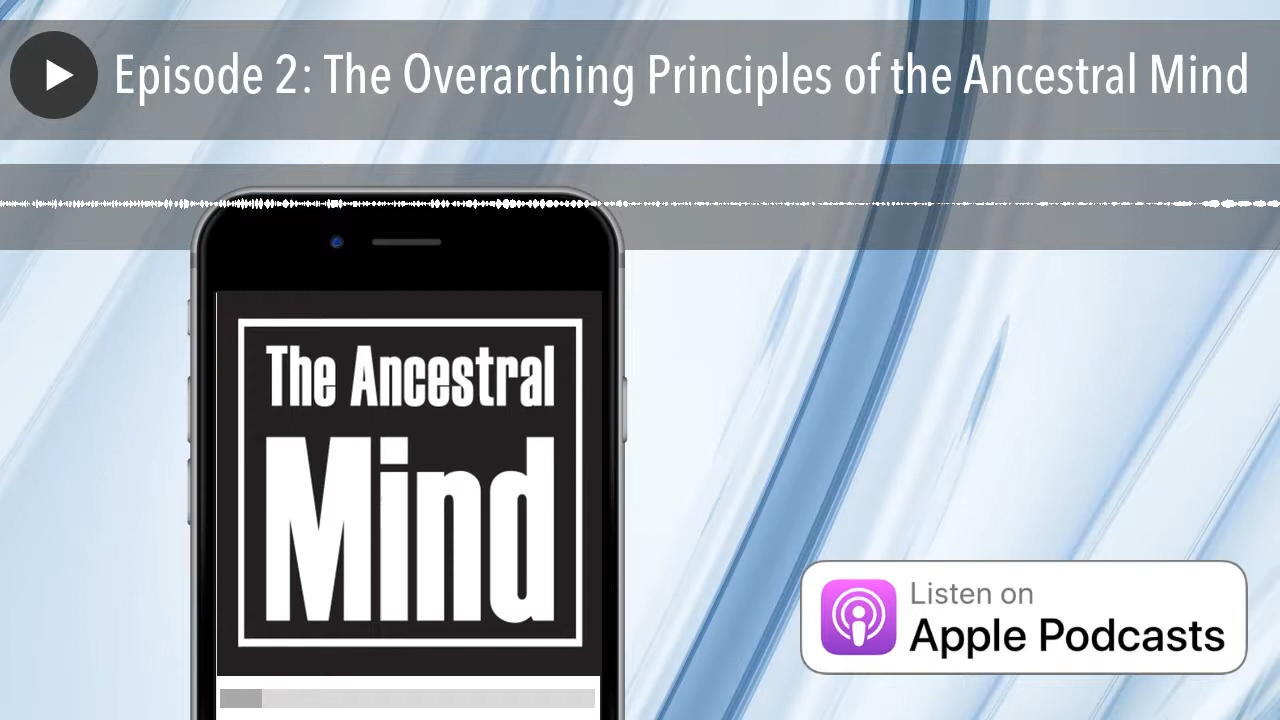 Episode 2: The Overarching Principles of the Ancestral Mind
The Ancestral
Mind
Listen on
Apple Podcasts